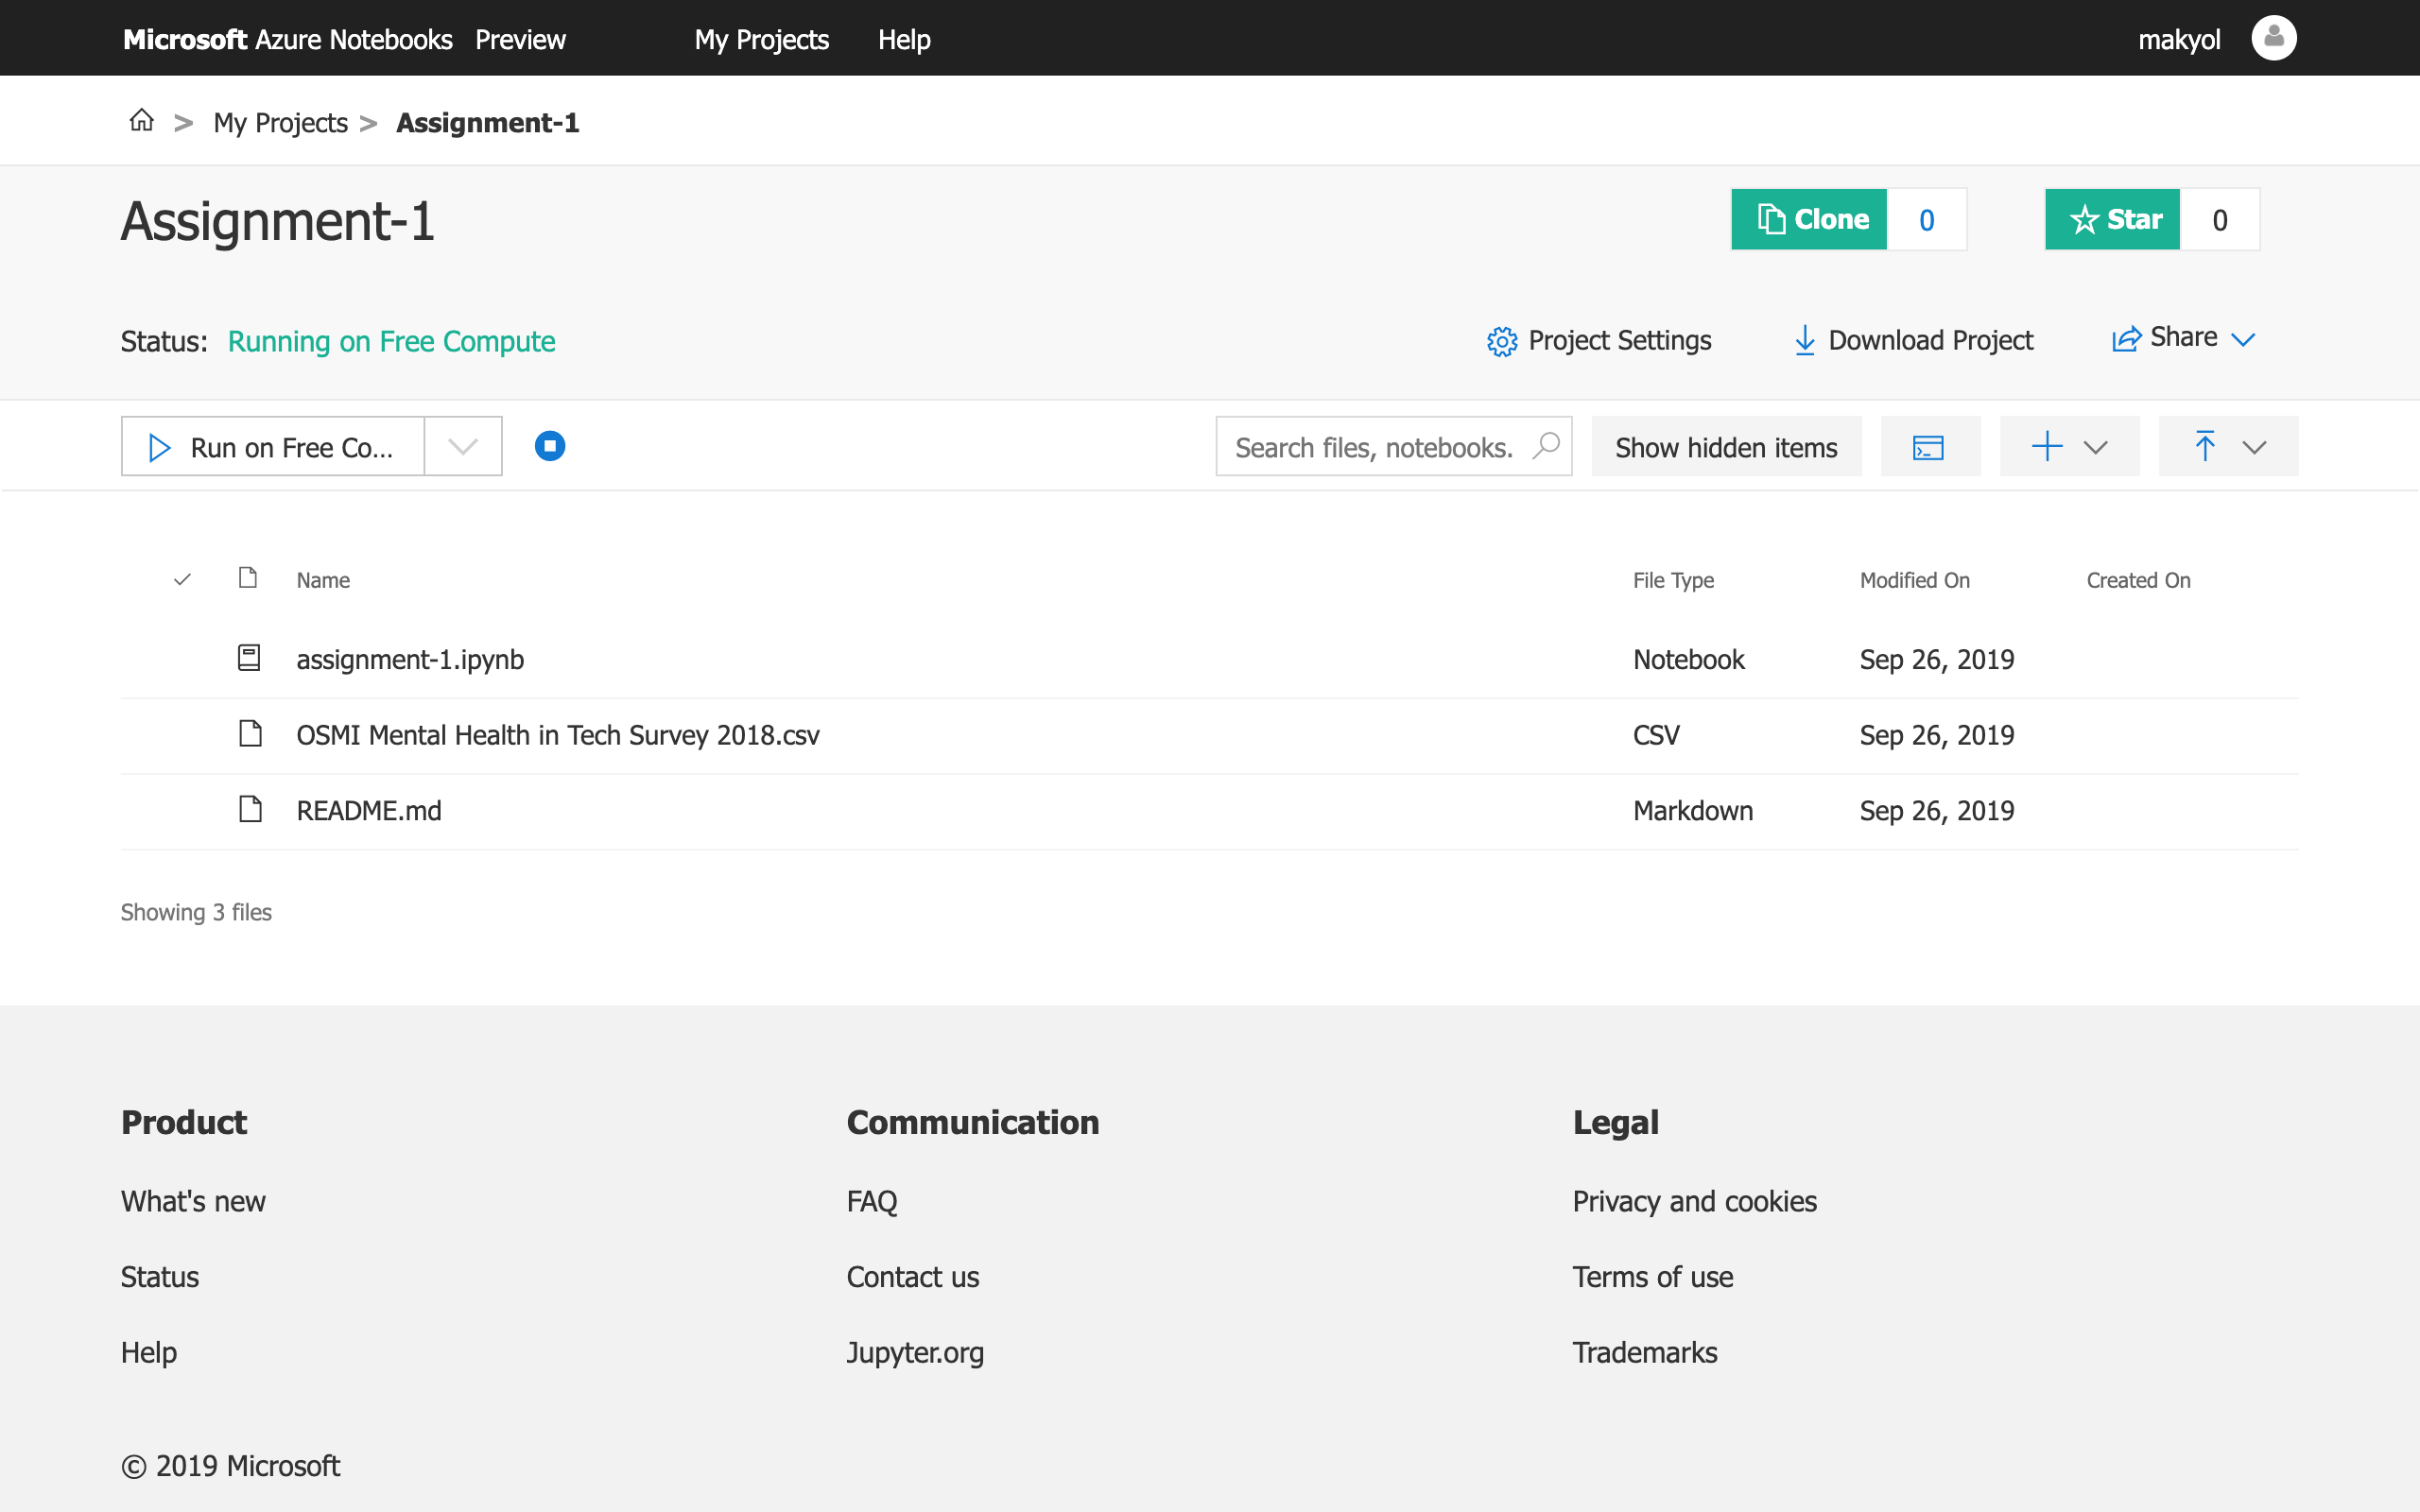 Microsoft Azure Notebooks Preview My Projects Help makyol
> My Projects > Assignment-1
Assignment-1
Clone 0 Star 0
Status: Running on Free Compute
Project Settings Download Project Share
Run on Free Co...
Search files, notebooks. Show hidden items
Name File Type Modified On Created On
assignment-1.ipynb Notebook Sep 26, 2019
OSMI Mental Health in Tech Survey 2018.csv CSV Sep 26, 2019
README.md Markdown Sep 26, 2019
Showing 3 files
Product
What's new
Status
Help
Communication
FAQ
Contact us
Jupyter.org
Legal
Privacy and cookies
Terms of use
Trademarks
© 2019 Microsoft